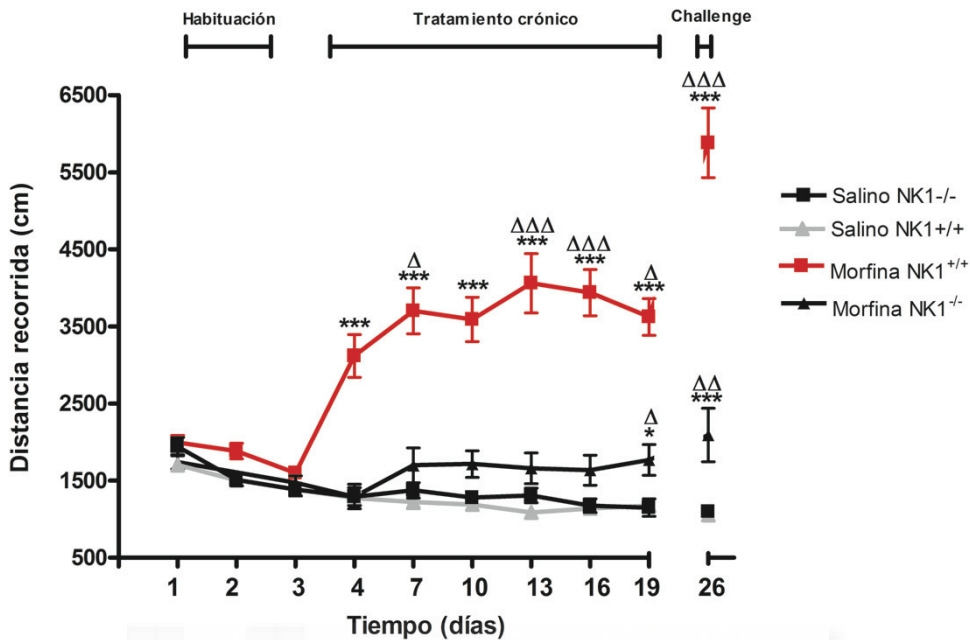 Habituación
Tratamiento crónico
Challenge
Distancia recorrida (cm)
6500
5500
4500
3500
2500
1500
500
***
Δ
***
***
ΔΔΔ
***
ΔΔΔ
***
Δ
***
Δ
*
ΔΔΔ
***
ΔΔ
***
Salino NK1-/-
Salino NK1+/+
Morfina NK1+/+
Morfina NK1-/-
1 2 3 4 7 10 13 16 19 26
Tiempo (días)